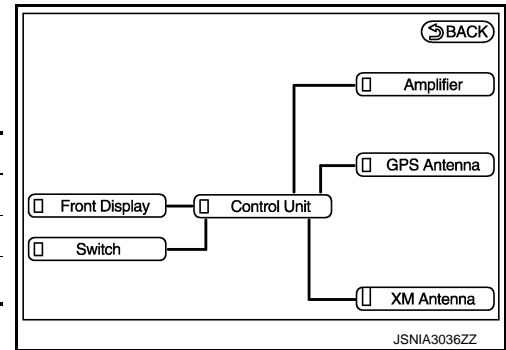 BACK
Amplifier
GPS Antenna
Front Display
Control Unit
Switch
XM Antenna
JSNIA3036ZZ